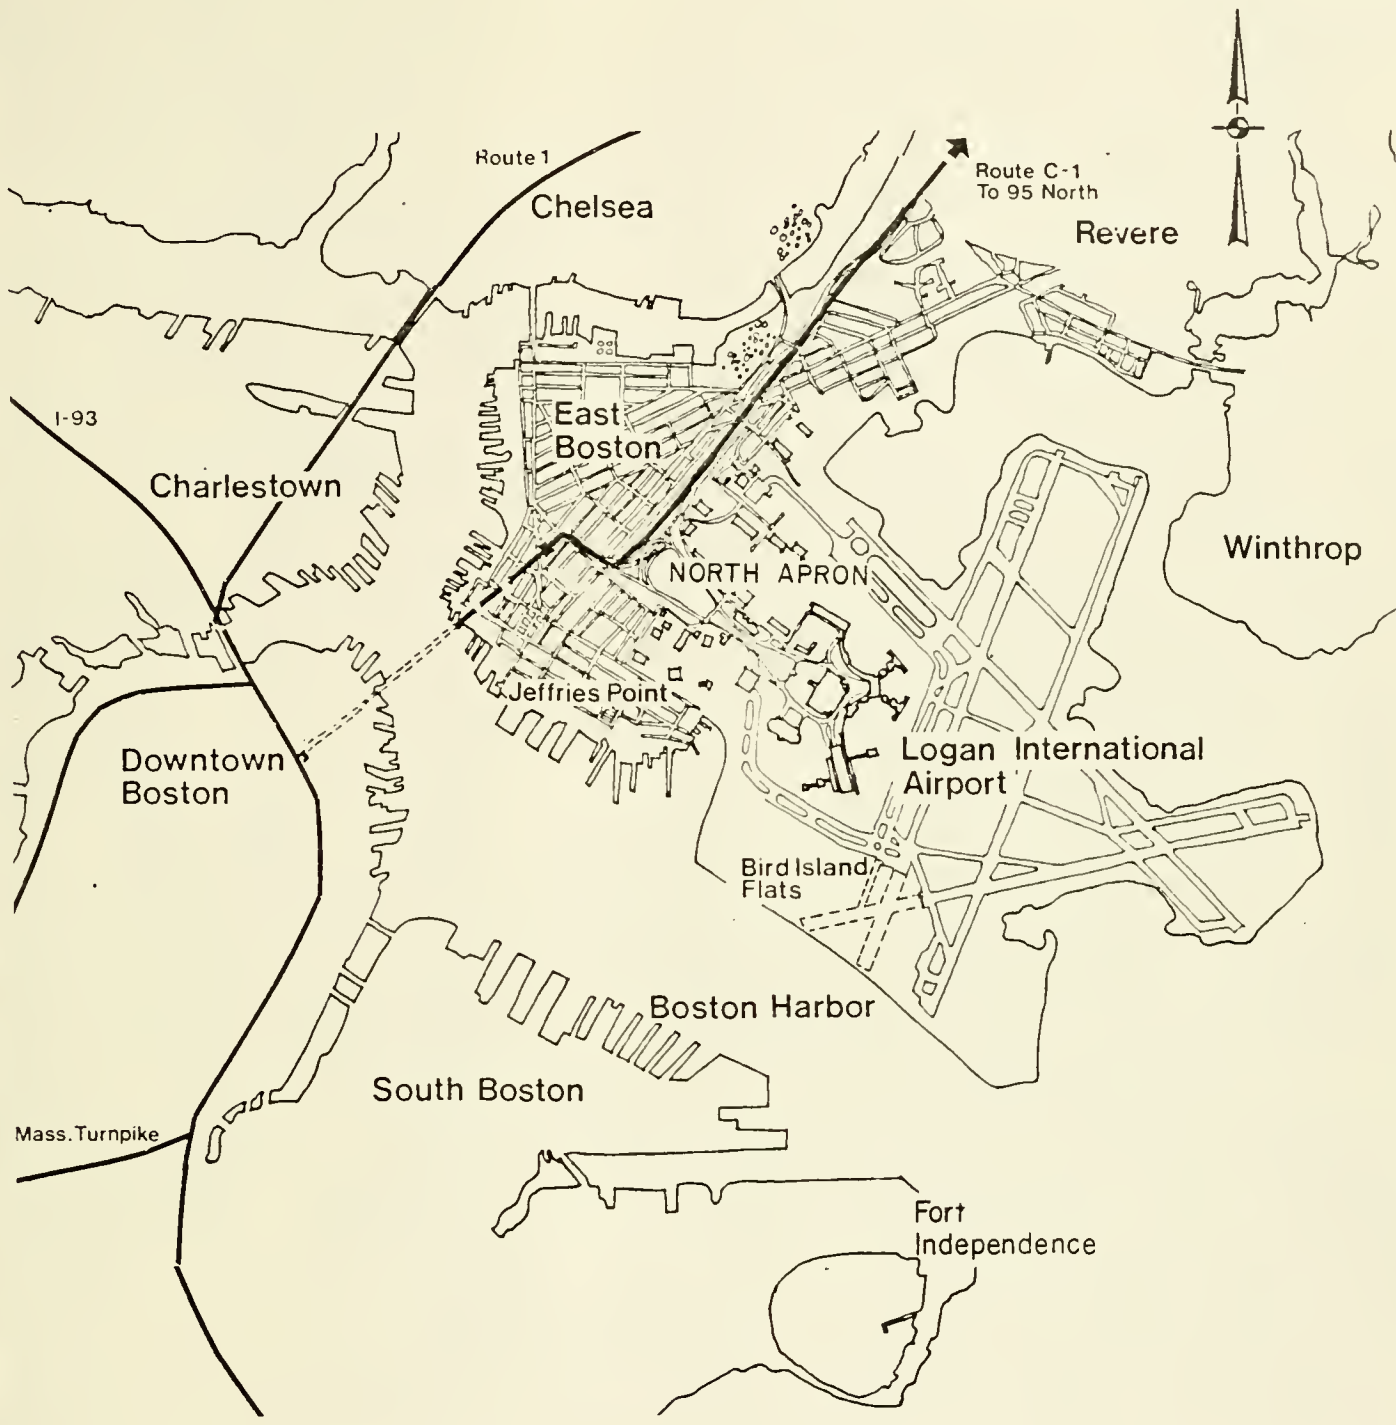 Route 1
Chelsea
Route C-1
To 95 North
Revere
I-93
East
Boston
Charlestown
Winthrop
NORTH APRON
Jeffries Point
Downtown
Boston
Logan International
Airport
Bird Island
Flats
Boston Harbor
South Boston
Mass. Turnpike
Fort
Independence